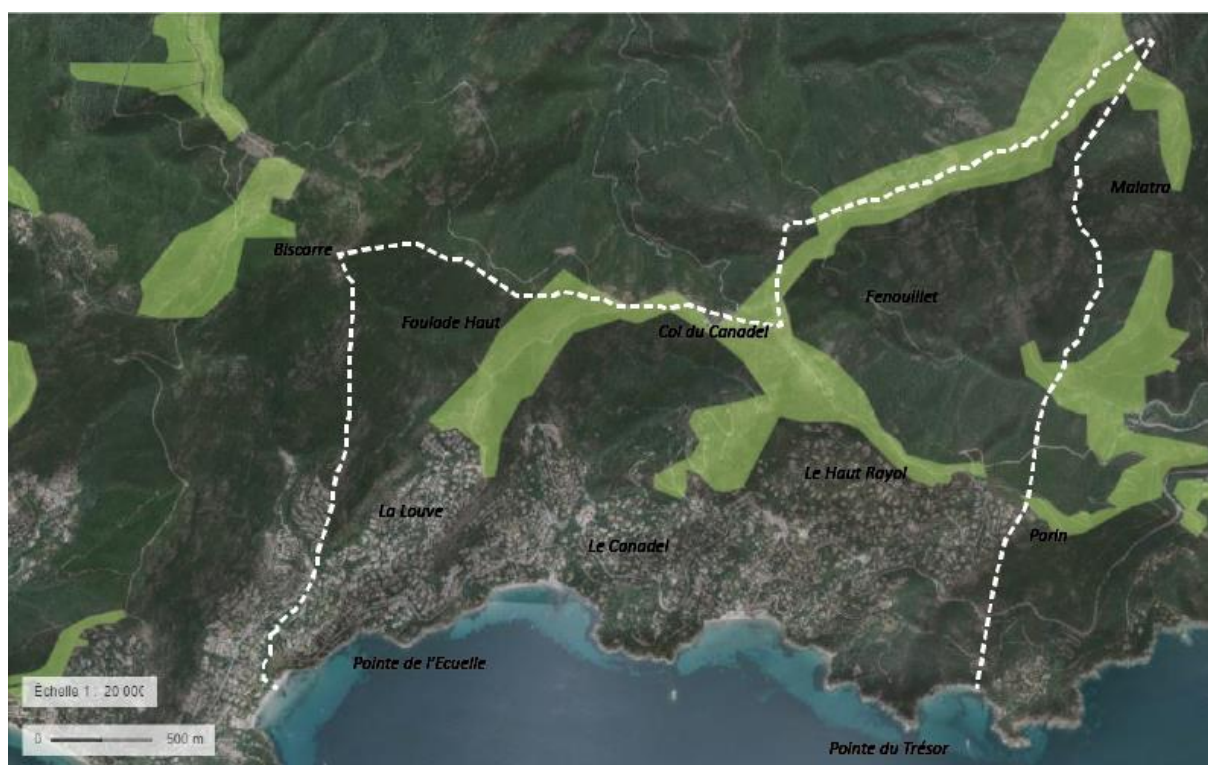 Malatra
Biscarre
Fenouillet
Foulade Haut
Col du Canadel
Le Haut Rayol
La Louve
Parin
Le Canadel
Pointe de l'Ecuelle
Échelle 1 : 20 000
0 500 m
Pointe du Trésor